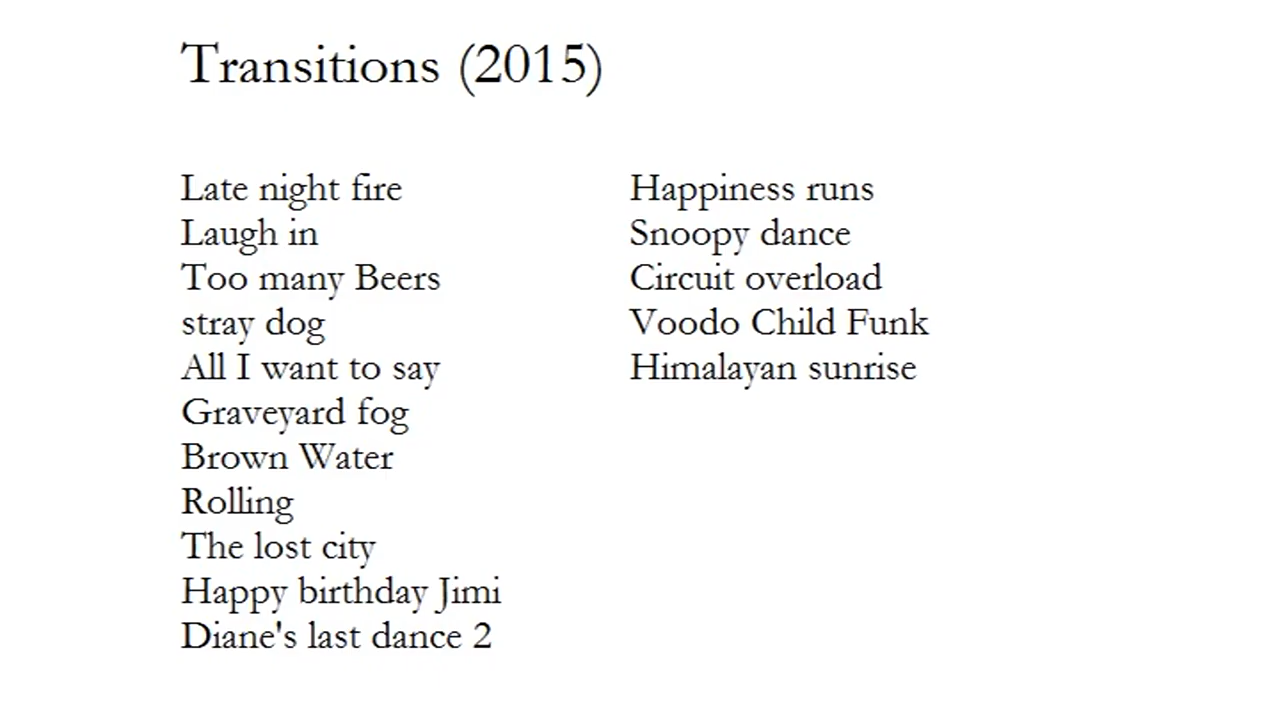 Transitions (2015)
Late night fire
Laugh in
Too many Beers
stray dog
All I want to say
Graveyard fog
Brown Water
Rolling
The lost city
Happy birthday Jimi
Diane's last dance 2
Happiness runs
Snoopy dance
Circuit overload
Voodo Child Funk
Himalayan sunrise